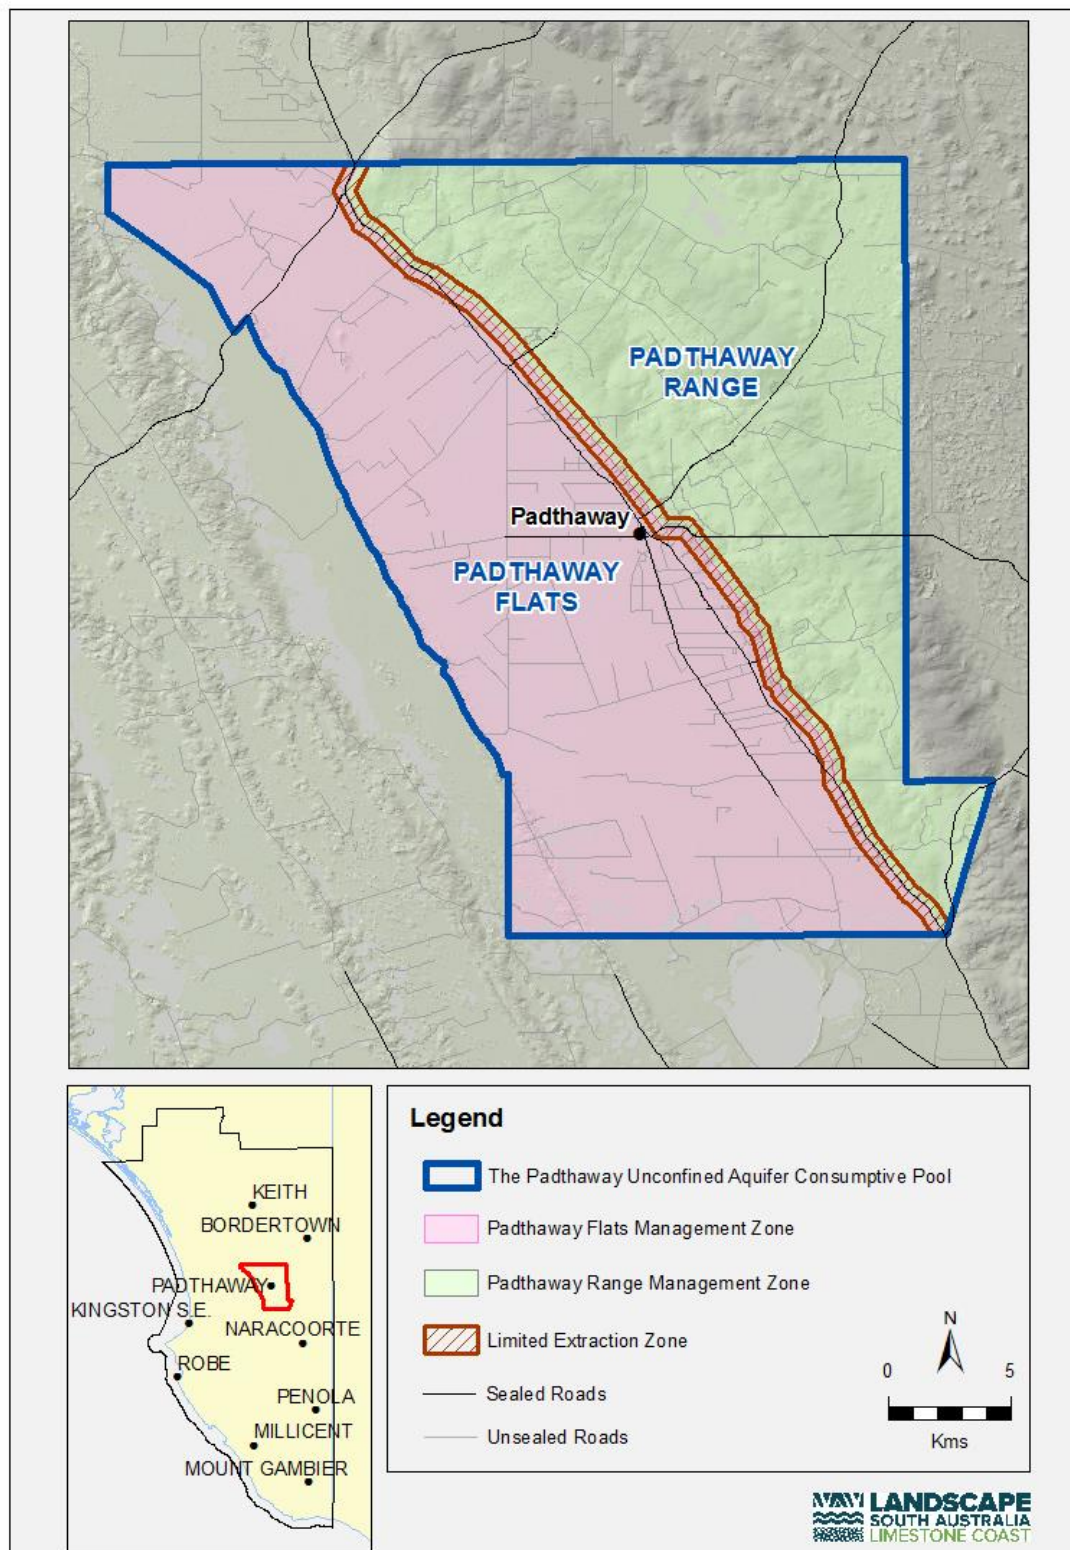 PADTHAWAY
RANGE
Padthaway
PADTHAWAY
FLATS
KEITH
BORDERTOWN
PADTHAWAY
KINGSTON S.E.
NARACOORTE
ROBE
PENOLA
MILLICENT
MOUNT GAMBIER
Legend
The Padthaway Unconfined Aquifer Consumptive Pool
Padthaway Flats Management Zone
Padthaway Range Management Zone
Limited Extraction Zone
Sealed Roads
Unsealed Roads
N
0 5
Kms
LANDSCAPE
SOUTH AUSTRALIA
LIMESTONE COAST